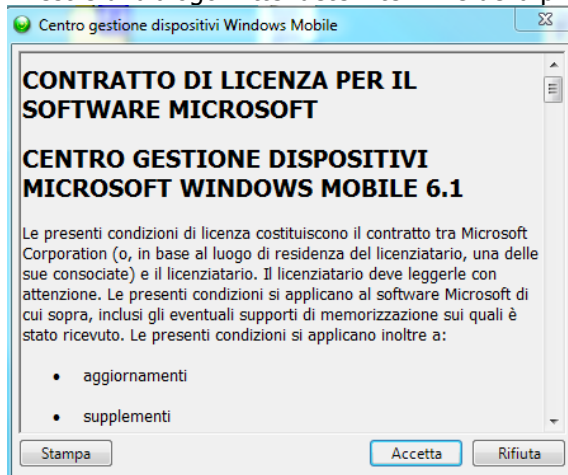 Centro gestione dispositivi Windows Mobile
CONTRATTO DI LICENZA PER IL
SOFTWARE MICROSOFT
CENTRO GESTIONE DISPOSITIVI
MICROSOFT WINDOWS MOBILE 6.1
Le presenti condizioni di licenza costituiscono il contratto tra Microsoft
Corporation (o, in base al luogo di residenza del licenziatario, una delle
sue consociate) e il licenziatario. Il licenziatario deve leggerle con
attenzione. Le presenti condizioni si applicano al software Microsoft di
cui sopra, inclusi gli eventuali supporti di memorizzazione sui quali è
stato ricevuto. Le presenti condizioni si applicano inoltre a:
• aggiornamenti
• supplementi
Stampa Accetta Rifiuta